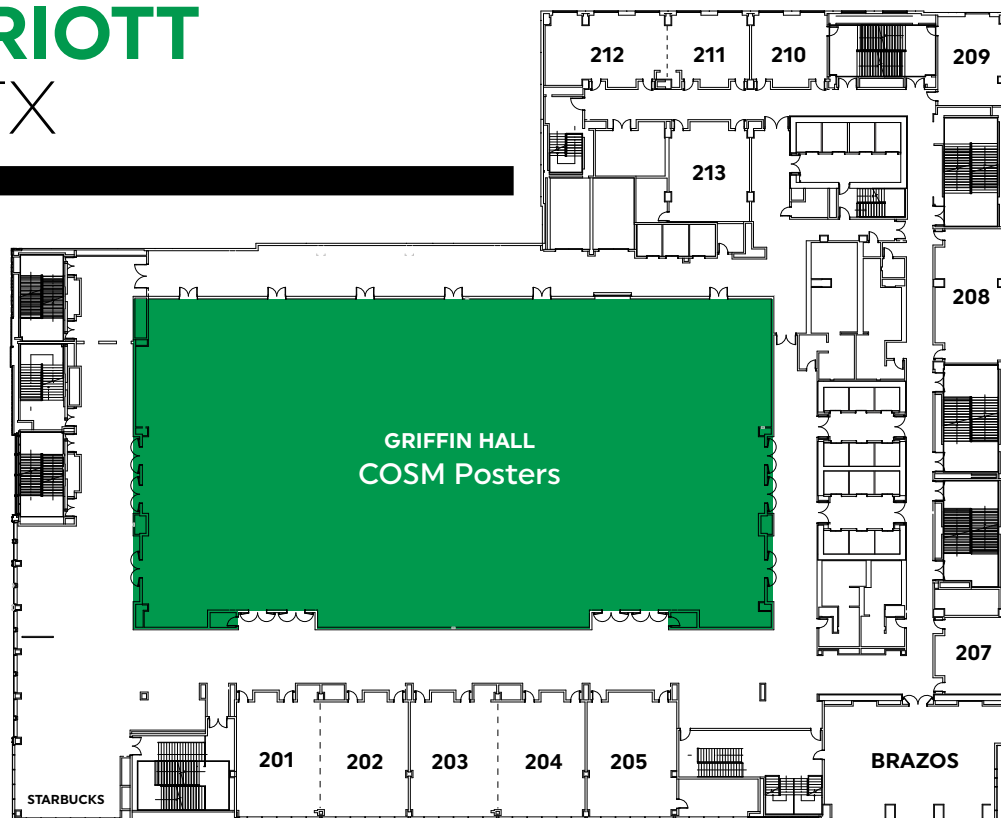 RIOTT
TX
212
211
210
209
213
208
GRIFFIN HALL
COSM Posters
207
201
202
203
204
205
BRAZOS
STARBUCKS